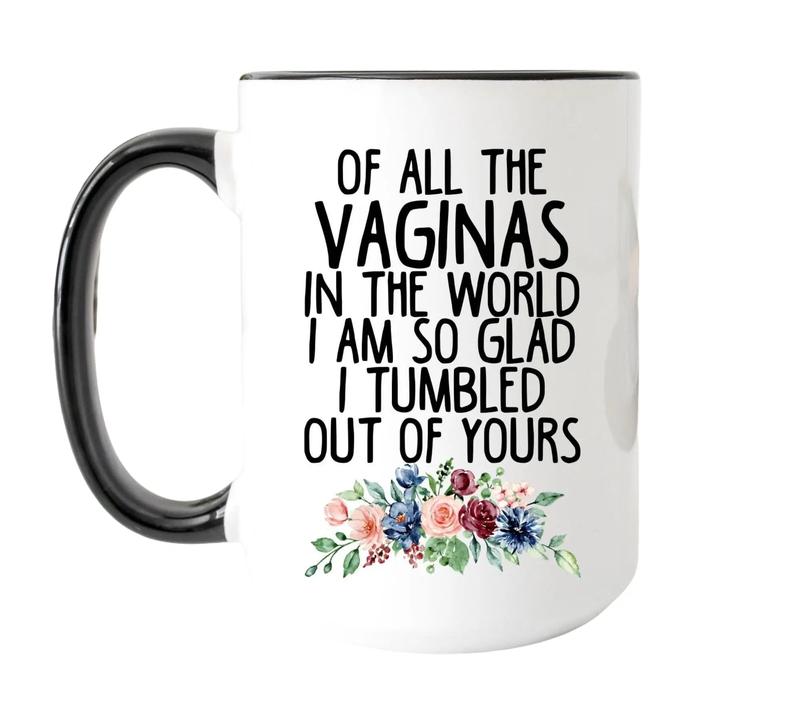 OF ALL THE
VAGINAS
IN THE WORLD
I AM SO GLAD
I TUMBLED
OUT OF YOURS